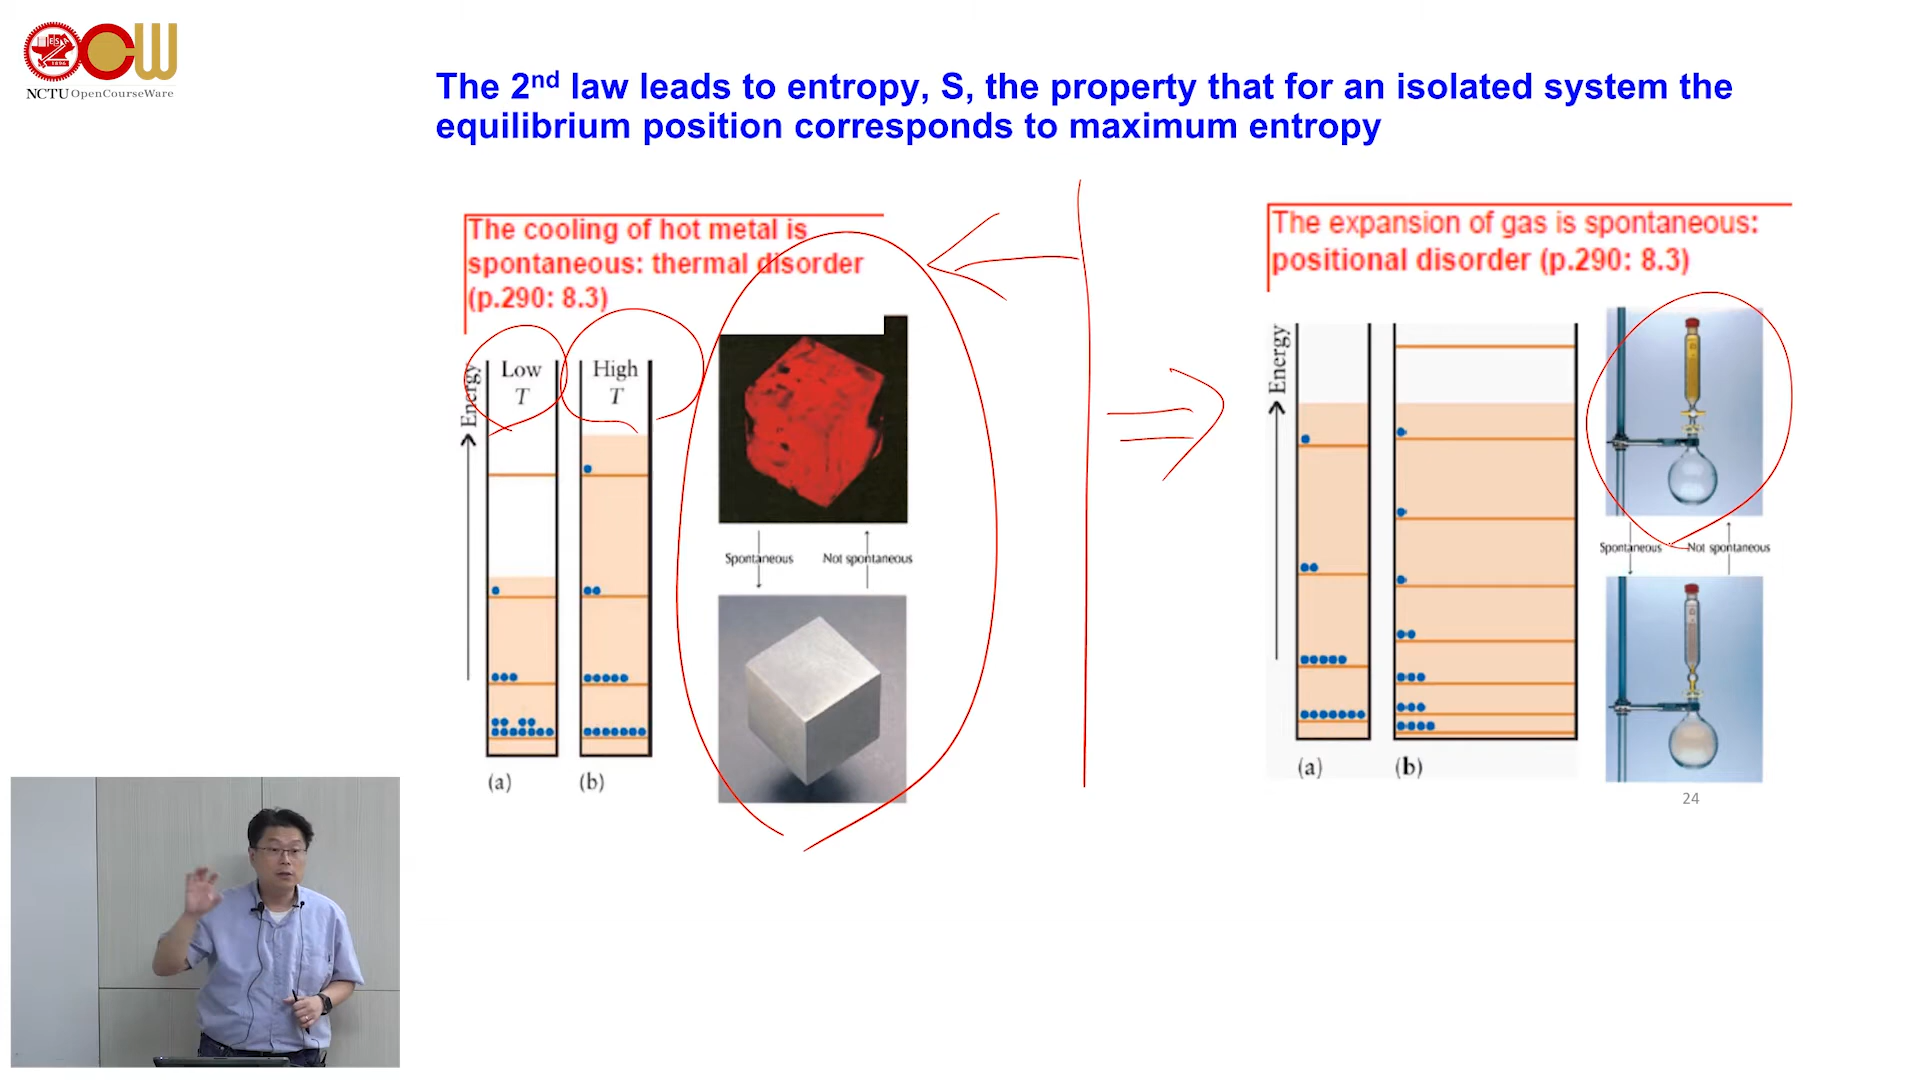 NCTU OpenCourseWare
The 2nd law leads to entropy, S, the property that for an isolated system the
equilibrium position corresponds to maximum entropy
The cooling of hot metal is
spontaneous: thermal disorder
(p.290: 8.3)
Energy
Low
T
High
T
(a)
(b)
Spontaneous
Not spontaneous
The expansion of gas is spontaneous:
positional disorder (p.290: 8.3)
Energy
(a)
(b)
Spontaneous
Not spontaneous
24